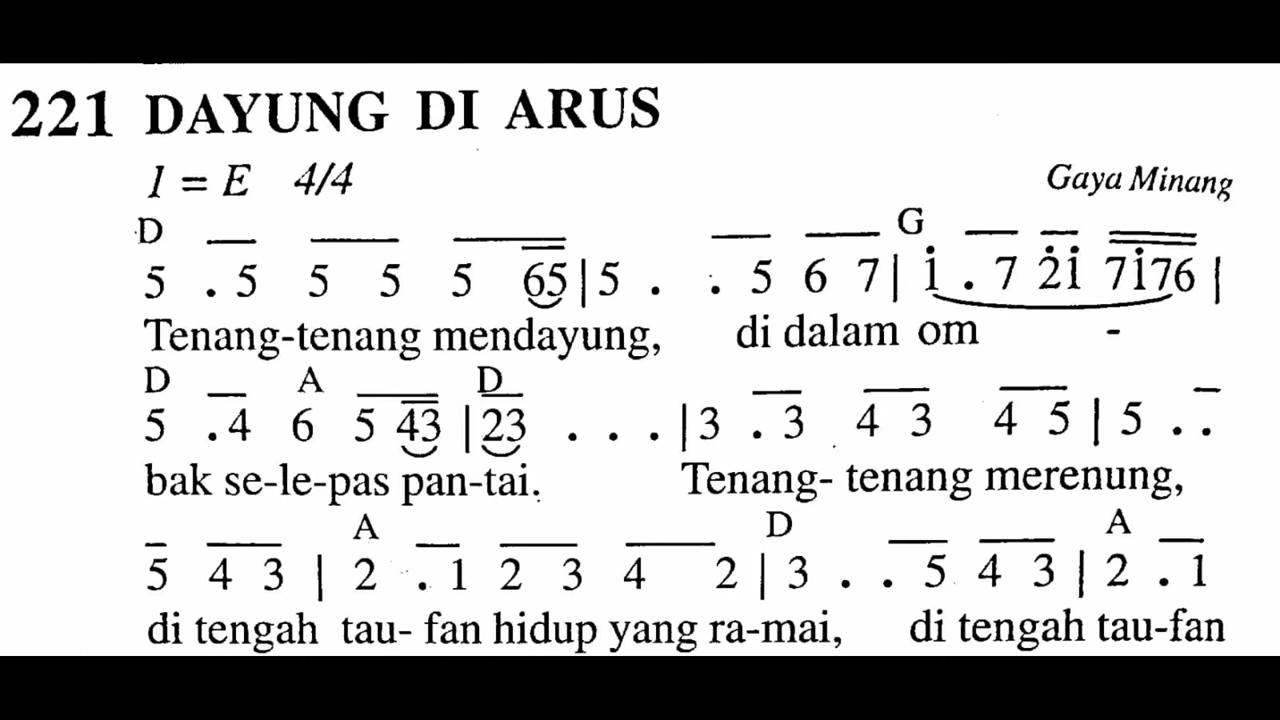 221 DAYUNG DI ARUS
1 = E 4/4 Gaya Minang
D G
5 . 5 5 5 5 65 | 5 . . 5 6 7 | i . 7 2̇i 7i76 |
Tenang-tenang mendayung, di dalam om -
D A D
5 . 4 6 5 43 | 23 . . . | 3 . 3 4 3 4 5 | 5 . .
bak se-le-pas pan-tai. Tenang- tenang merenung,
A D A
5 4 3 | 2 . 1 2 3 4 2 | 3 . . 5 4 3 | 2 . 1
di tengah tau- fan hidup yang ra-mai, di tengah tau-fan